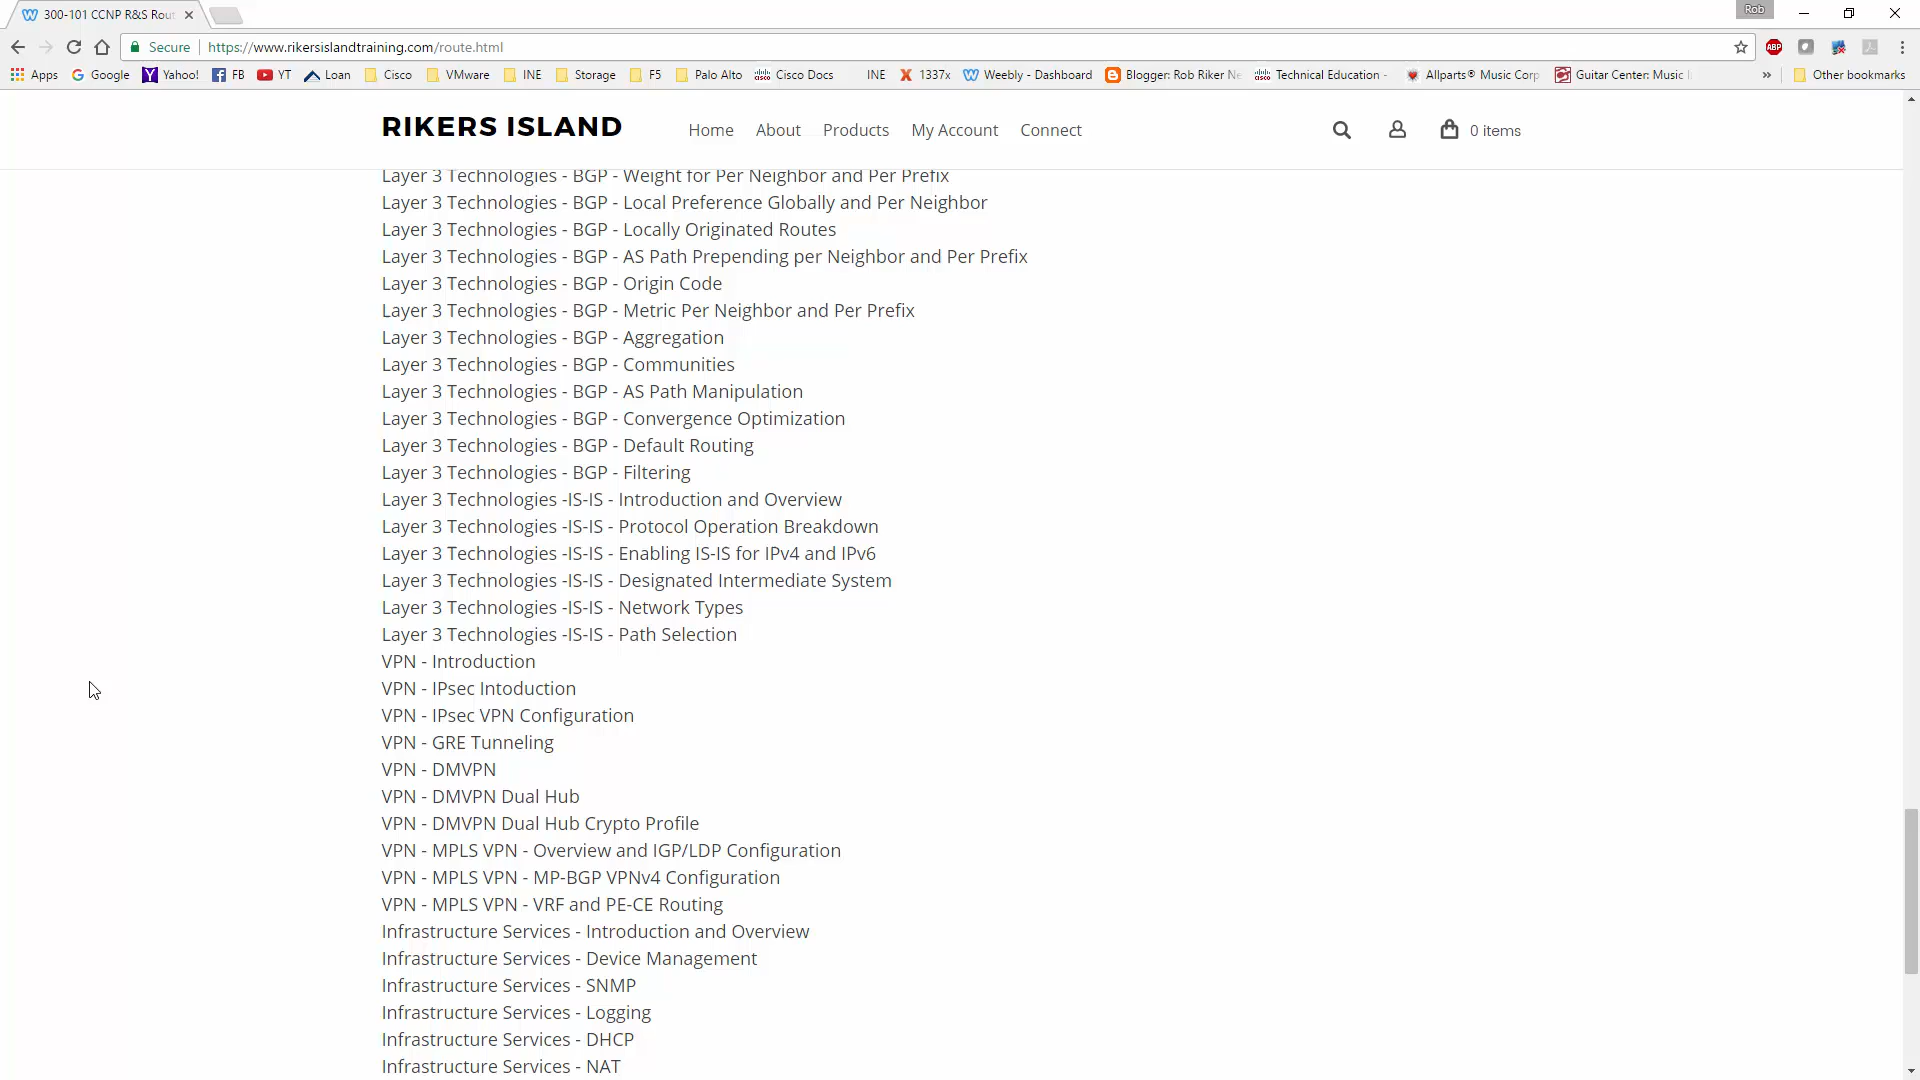 300-101 CCNP R&S Rout
Rob
Secure https://www.rikersislandtraining.com/route.html
ABP
Apps Google Yahoo! FB YT Loan Cisco VMware INE Storage F5 Palo Alto Cisco Docs INE 1337x Weebly - Dashboard Blogger: Rob Riker Ne Technical Education - Allparts® Music Corp Guitar Center: Music I » Other bookmarks
RIKERS ISLAND Home About Products My Account Connect 0 items
Layer 3 Technologies - BGP - Weight for Per Neighbor and Per Prefix
Layer 3 Technologies - BGP - Local Preference Globally and Per Neighbor
Layer 3 Technologies - BGP - Locally Originated Routes
Layer 3 Technologies - BGP - AS Path Prepending per Neighbor and Per Prefix
Layer 3 Technologies - BGP - Origin Code
Layer 3 Technologies - BGP - Metric Per Neighbor and Per Prefix
Layer 3 Technologies - BGP - Aggregation
Layer 3 Technologies - BGP - Communities
Layer 3 Technologies - BGP - AS Path Manipulation
Layer 3 Technologies - BGP - Convergence Optimization
Layer 3 Technologies - BGP - Default Routing
Layer 3 Technologies - BGP - Filtering
Layer 3 Technologies -IS-IS - Introduction and Overview
Layer 3 Technologies -IS-IS - Protocol Operation Breakdown
Layer 3 Technologies -IS-IS - Enabling IS-IS for IPv4 and IPv6
Layer 3 Technologies -IS-IS - Designated Intermediate System
Layer 3 Technologies -IS-IS - Network Types
Layer 3 Technologies -IS-IS - Path Selection
VPN - Introduction
VPN - IPsec Intoduction
VPN - IPsec VPN Configuration
VPN - GRE Tunneling
VPN - DMVPN
VPN - DMVPN Dual Hub
VPN - DMVPN Dual Hub Crypto Profile
VPN - MPLS VPN - Overview and IGP/LDP Configuration
VPN - MPLS VPN - MP-BGP VPNv4 Configuration
VPN - MPLS VPN - VRF and PE-CE Routing
Infrastructure Services - Introduction and Overview
Infrastructure Services - Device Management
Infrastructure Services - SNMP
Infrastructure Services - Logging
Infrastructure Services - DHCP
Infrastructure Services - NAT